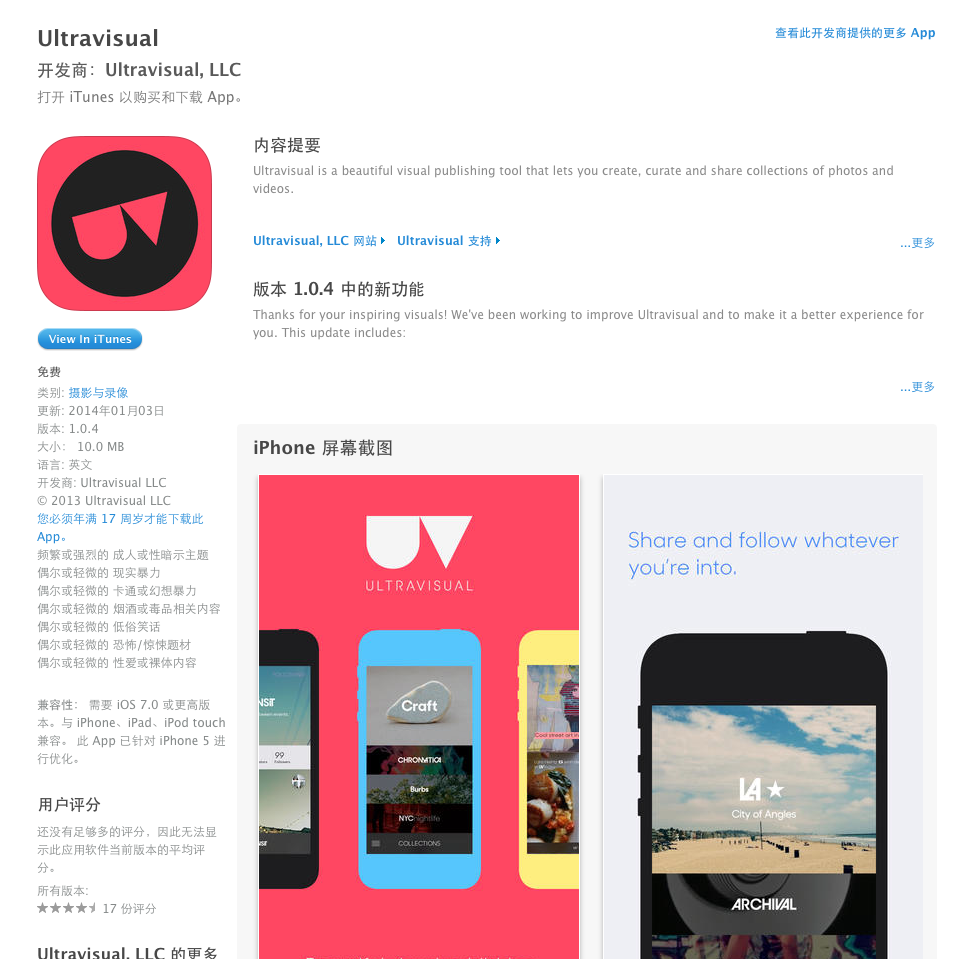 Ultravisual
查看此开发商提供的更多 App
开发商：Ultravisual, LLC
打开 iTunes 以购买和下载 App。
内容提要
Ultravisual is a beautiful visual publishing tool that lets you create, curate and share collections of photos and
videos.
Ultravisual, LLC 网站
Ultravisual 支持
...更多
版本 1.0.4 中的新功能
Thanks for your inspiring visuals! We've been working to improve Ultravisual and to make it a better experience for
you. This update includes:
...更多
View In iTunes
免费
类别: 摄影与录像
更新: 2014年01月03日
版本: 1.0.4
大小： 10.0 MB
语言: 英文
开发商: Ultravisual LLC
© 2013 Ultravisual LLC
您必须年满 17 周岁才能下载此
App。
频繁或强烈的 成人或性暗示主题
偶尔或轻微的 现实暴力
偶尔或轻微的 卡通或幻想暴力
偶尔或轻微的 烟酒或毒品相关内容
偶尔或轻微的 低俗笑话
偶尔或轻微的 恐怖/惊悚题材
偶尔或轻微的 性爱或裸体内容
兼容性： 需要 iOS 7.0 或更高版
本。与 iPhone、iPad、iPod touch
兼容。 此 App 已针对 iPhone 5 进
行优化。
用户评分
还没有足够多的评分，因此无法显
示此应用软件当前版本的平均评
分。
所有版本:
17 份评分
Ultravisual, LLC 的更多
iPhone 屏幕截图
UV
ULTRAVISUAL
99
Followers
Craft
CHROMATICA
Burbs
NYCnightlife
COLLECTIONS
Share and follow whatever
you're into.
LA★
City of Angles
ARCHIVAL